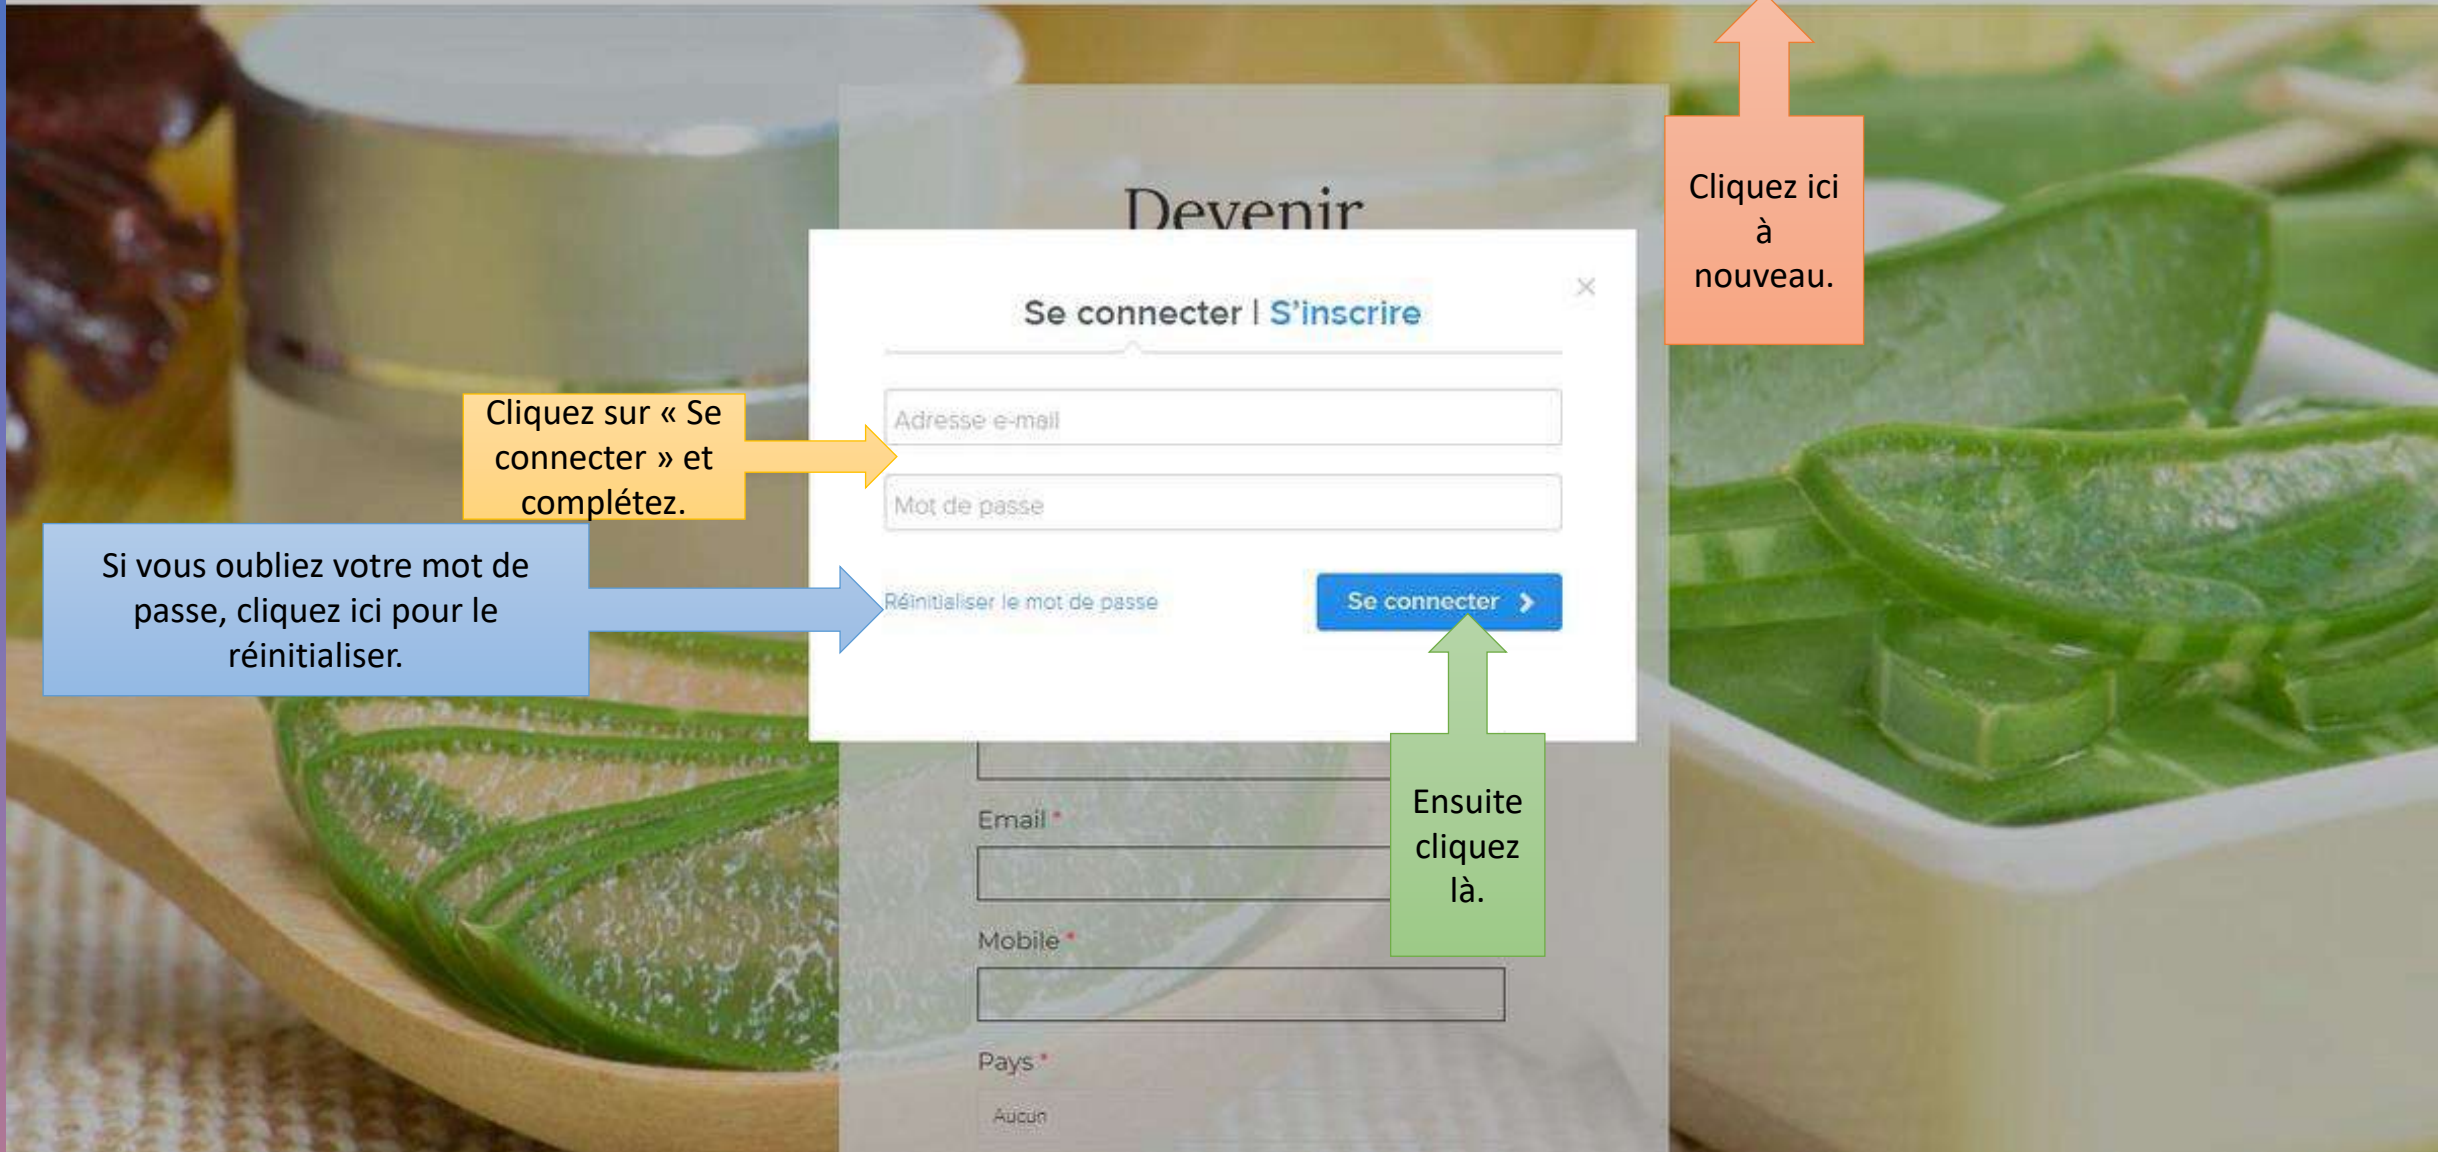 Cliquez ici
à
nouveau.
Devenir
Se connecter | S'inscrire
Adresse e-mail
Mot de passe
Réinitialiser le mot de passe
Se connecter
Cliquez sur « Se
connecter » et
complétez.
Si vous oubliez votre mot de
passe, cliquez ici pour le
réinitialiser.
Ensuite
cliquez
là.
Email *
Mobile *
Pays *
Aucun